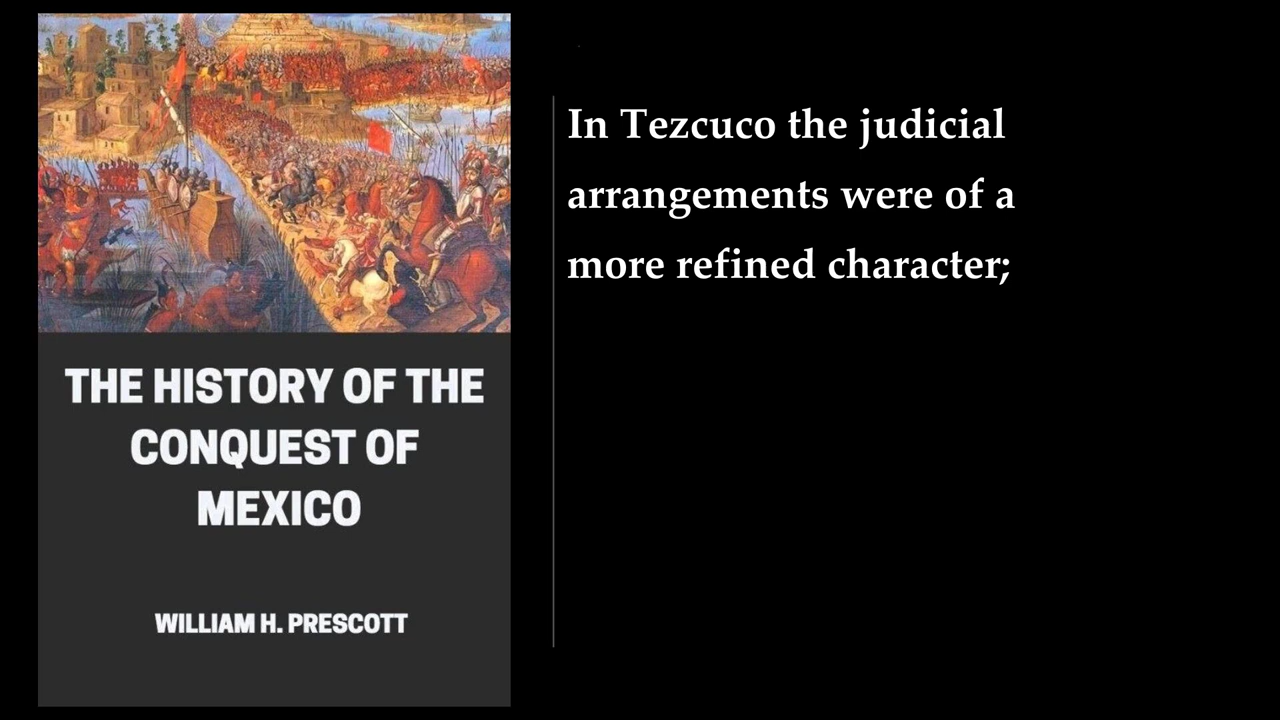 THE HISTORY OF THE
CONQUEST OF
MEXICO
WILLIAM H. PRESCOTT
In Tezcuco the judicial
arrangements were of a
more refined character;